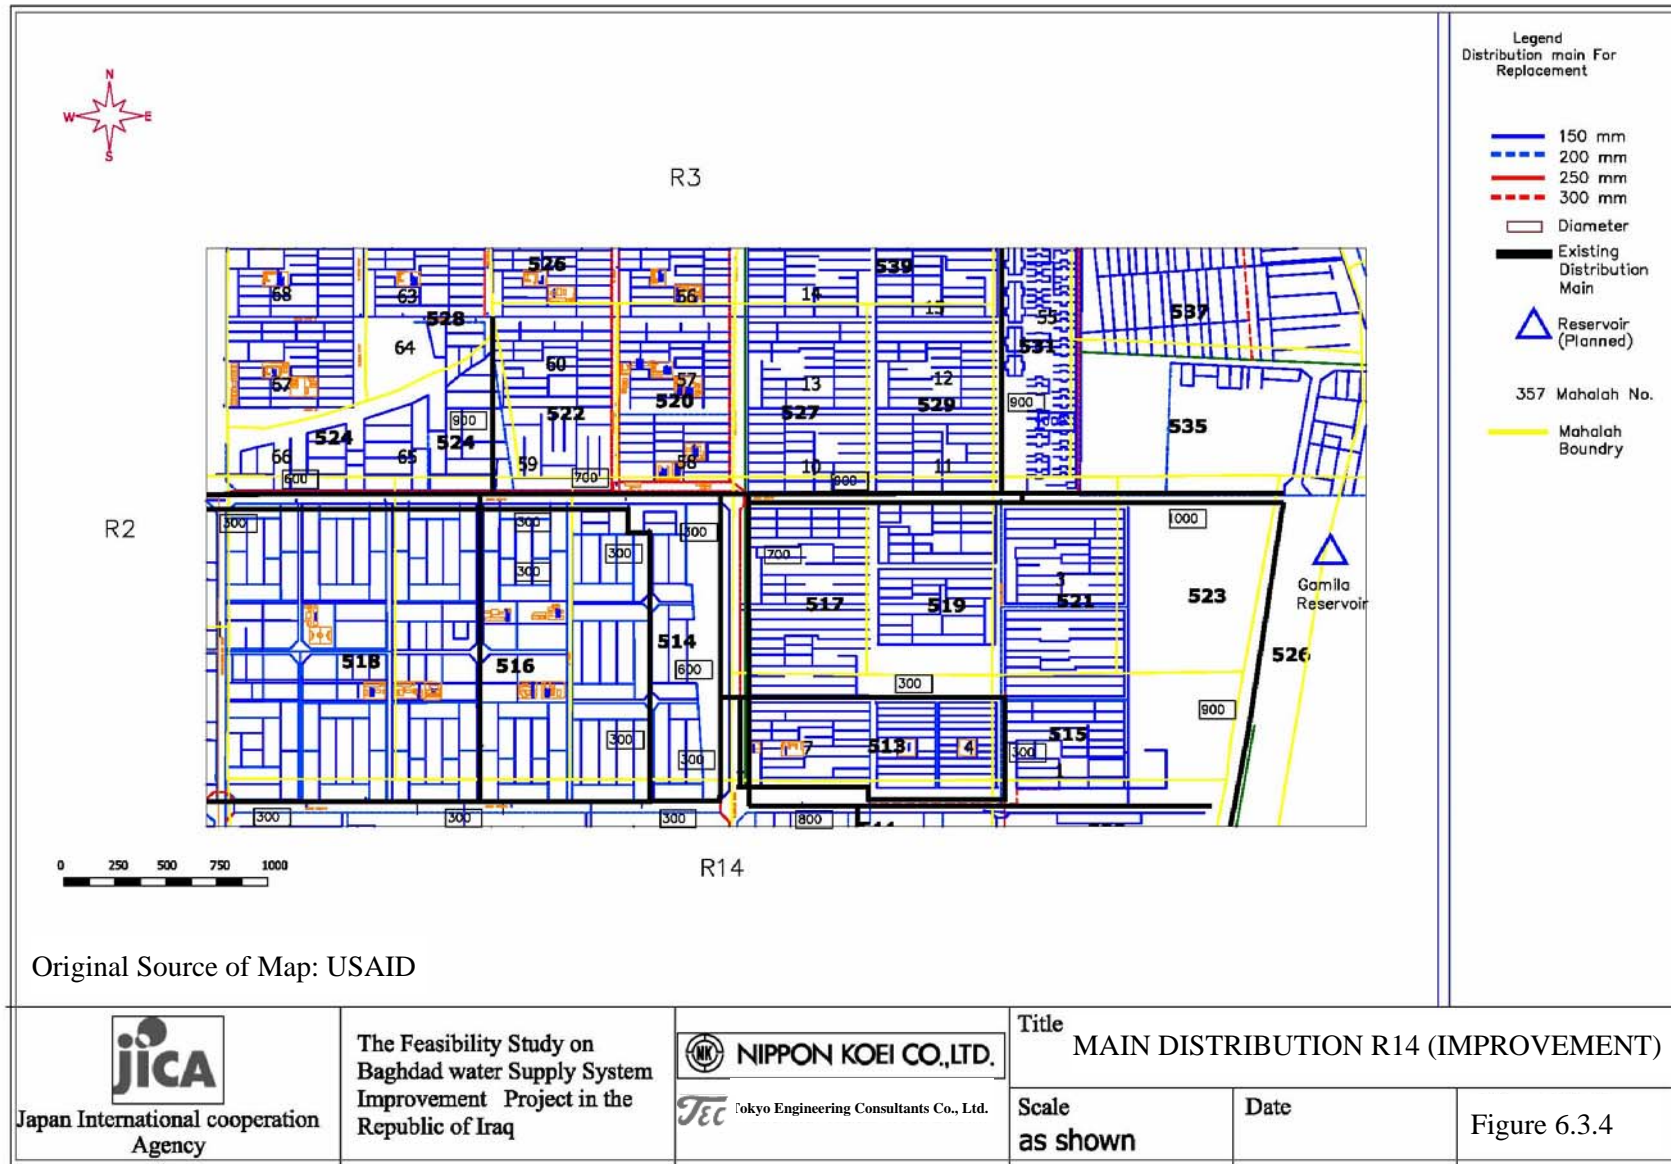 Legend
Distribution main For
Replacement
150 mm
200 mm
250 mm
300 mm
Diameter
Existing
Distribution
Main
Reservoir
(Planned)
357 Mahalah No.
Mahalah
Boundry
N
W E
S
R3
R2
R14
526
539
68
63
56
14
15
55
537
528
64
531
60
67
57
13
12
520
522
527
529
900
900
524
524
535
66
65
59
58
10
11
600
700
900
300
300
300
1000
300
700
300
3
517
519
521
523
Gamila
Reservoir
514
518
516
526
600
300
900
300
7
513
4
300
515
1
300
300
300
300
800
0 250 500 750 1000
Original Source of Map: USAID
jICA
Japan International cooperation
Agency
The Feasibility Study on
Baghdad water Supply System
Improvement Project in the
Republic of Iraq
NK NIPPON KOEI CO.,LTD.
TEC Tokyo Engineering Consultants Co., Ltd.
Title
MAIN DISTRIBUTION R14 (IMPROVEMENT)
Scale
as shown
Date
Figure 6.3.4